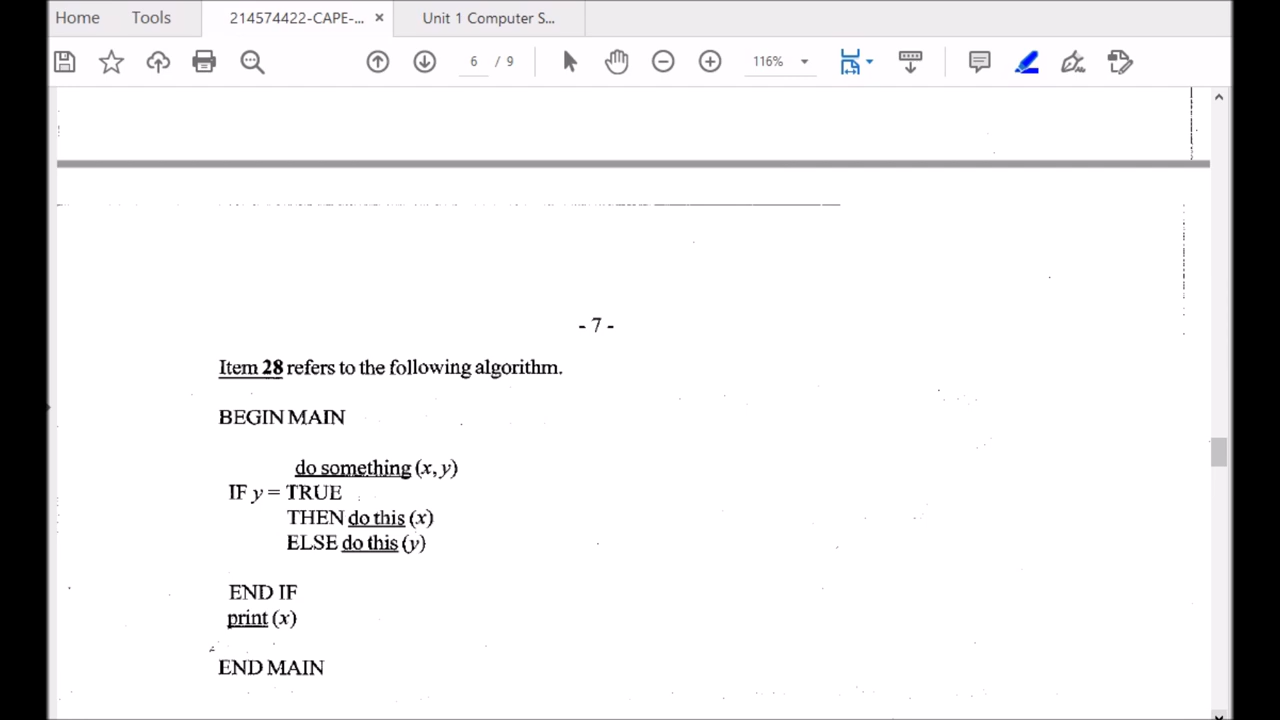 Home Tools 214574422-CAPE-... × Unit 1 Computer S...
6 / 9 116%
- 7 -
Item 28 refers to the following algorithm.
BEGIN MAIN
do something (x, y)
IF y = TRUE
THEN do this (x)
ELSE do this (y)
END IF
print (x)
END MAIN